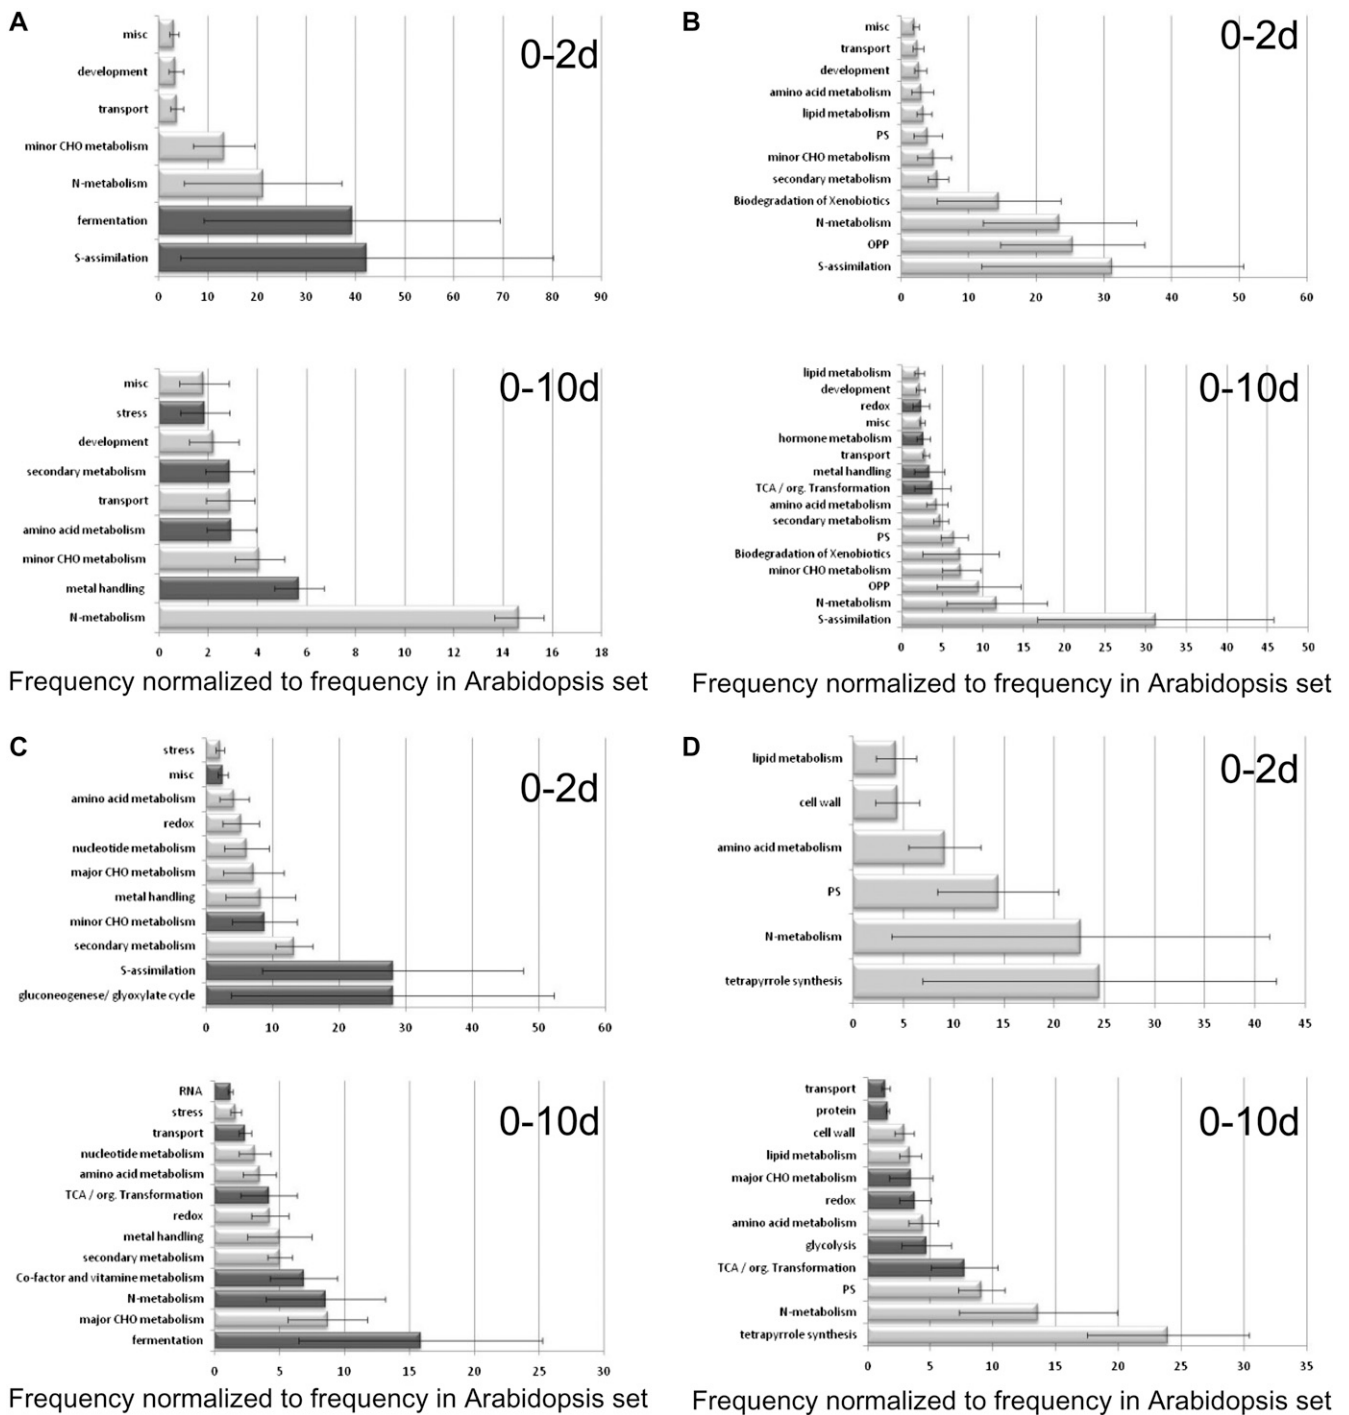 A
0-2d
misc
development
transport
minor CHO metabolism
N-metabolism
fermentation
S-assimilation
0 10 20 30 40 50 60 70 80 90
0-10d
misc
stress
development
secondary metabolism
transport
amino acid metabolism
minor CHO metabolism
metal handling
N-metabolism
0 2 4 6 8 10 12 14 16 18
Frequency normalized to frequency in Arabidopsis set
B
0-2d
misc
transport
development
amino acid metabolism
lipid metabolism
PS
minor CHO metabolism
secondary metabolism
Biodegradation of Xenobiotics
N-metabolism
OPP
S-assimilation
0 10 20 30 40 50 60
0-10d
lipid metabolism
development
redox
misc
hormone metabolism
transport
metal handling
TCA / org. Transformation
amino acid metabolism
secondary metabolism
PS
Biodegradation of Xenobiotics
minor CHO metabolism
OPP
N-metabolism
S-assimilation
0 5 10 15 20 25 30 35 40 45 50
Frequency normalized to frequency in Arabidopsis set
C
0-2d
stress
misc
amino acid metabolism
redox
nucleotide metabolism
major CHO metabolism
metal handling
minor CHO metabolism
secondary metabolism
S-assimilation
gluconeogenese/ glyoxylate cycle
0 10 20 30 40 50 60
0-10d
RNA
stress
transport
nucleotide metabolism
amino acid metabolism
TCA / org. Transformation
redox
metal handling
secondary metabolism
Co-factor and vitamine metabolism
N-metabolism
major CHO metabolism
fermentation
0 5 10 15 20 25 30
Frequency normalized to frequency in Arabidopsis set
D
0-2d
lipid metabolism
cell wall
amino acid metabolism
PS
N-metabolism
tetrapyrrole synthesis
0 5 10 15 20 25 30 35 40 45
0-10d
transport
protein
cell wall
lipid metabolism
major CHO metabolism
redox
amino acid metabolism
glycolysis
TCA / org. Transformation
PS
N-metabolism
tetrapyrrole synthesis
0 5 10 15 20 25 30 35
Frequency normalized to frequency in Arabidopsis set